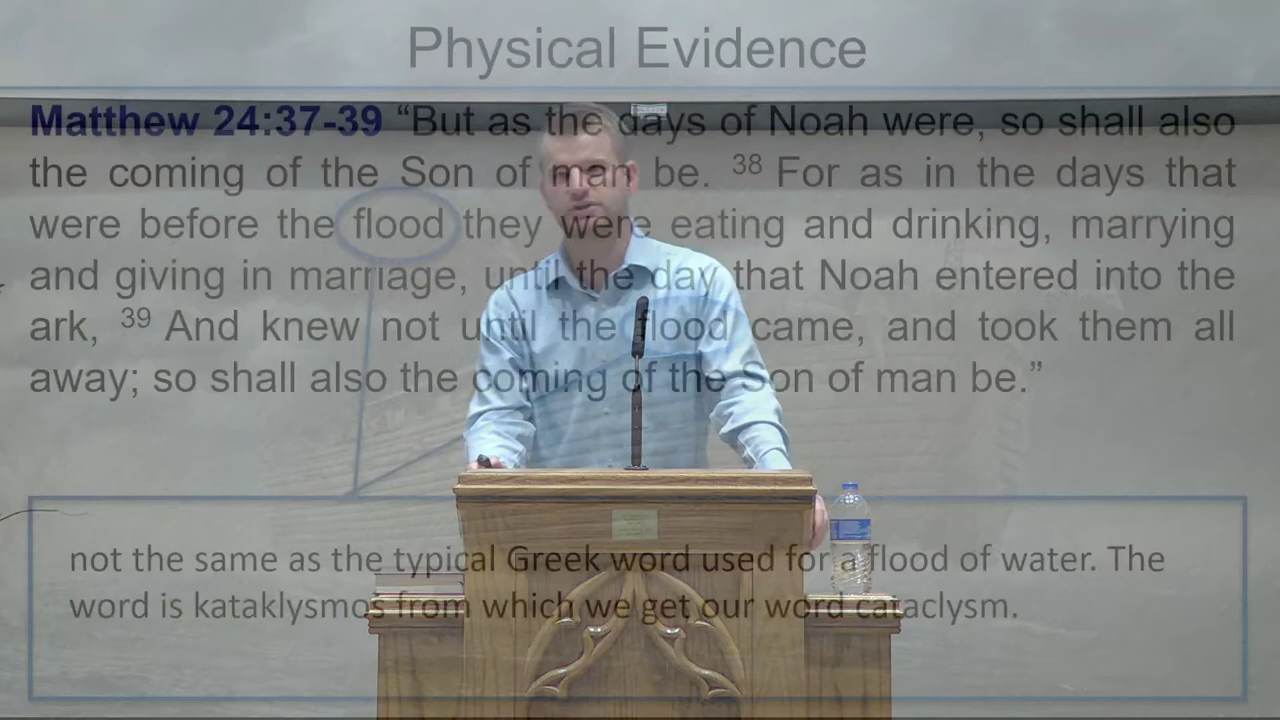 Physical Evidence
Matthew 24:37-39 “But as the days of Noah were, so shall also
the coming of the Son of man be. 38 For as in the days that
were before the flood they were eating and drinking, marrying
and giving in marriage, until the day that Noah entered into the
ark, 39 And knew not until the flood came, and took them all
away; so shall also the coming of the Son of man be.”
not the same as the typical Greek word used for a flood of water. The
word is kataklysmos from which we get our word cataclysm.